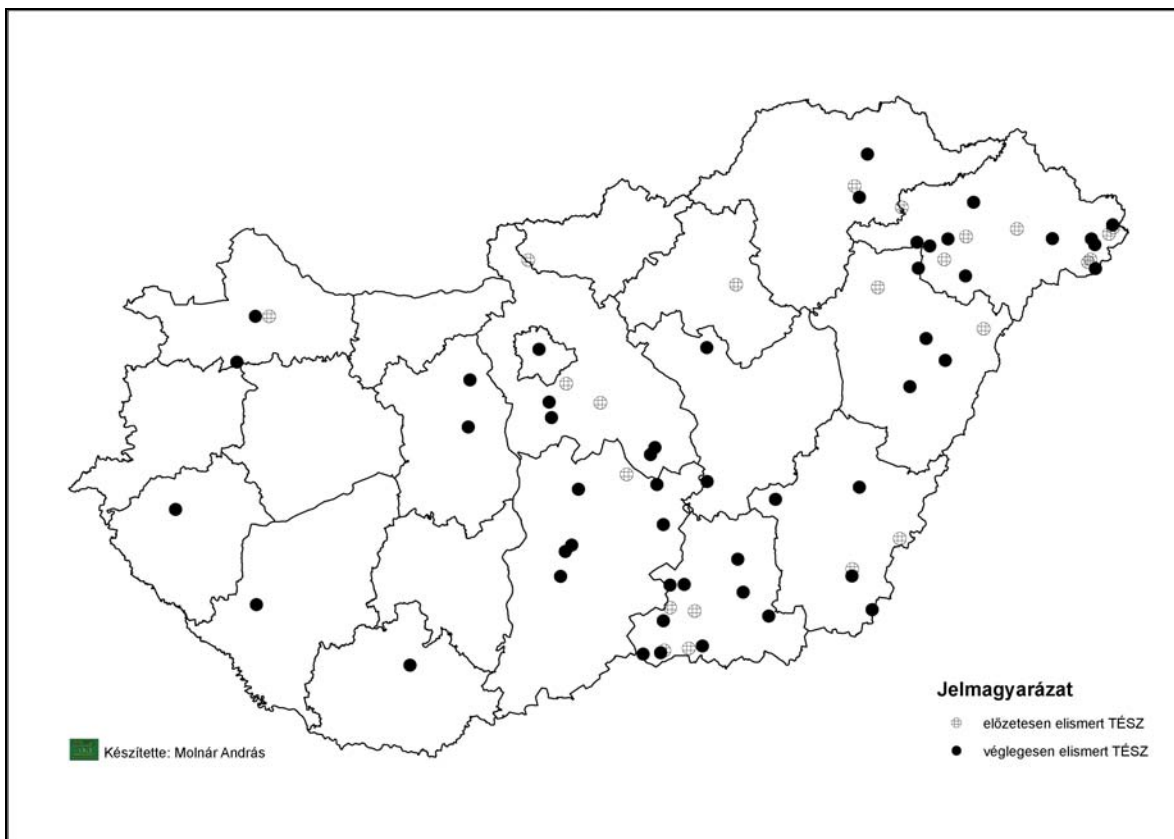 Jelmagyarázat
előzetesen elismert TÉSZ
véglegesen elismert TÉSZ
Készítette: Molnár András